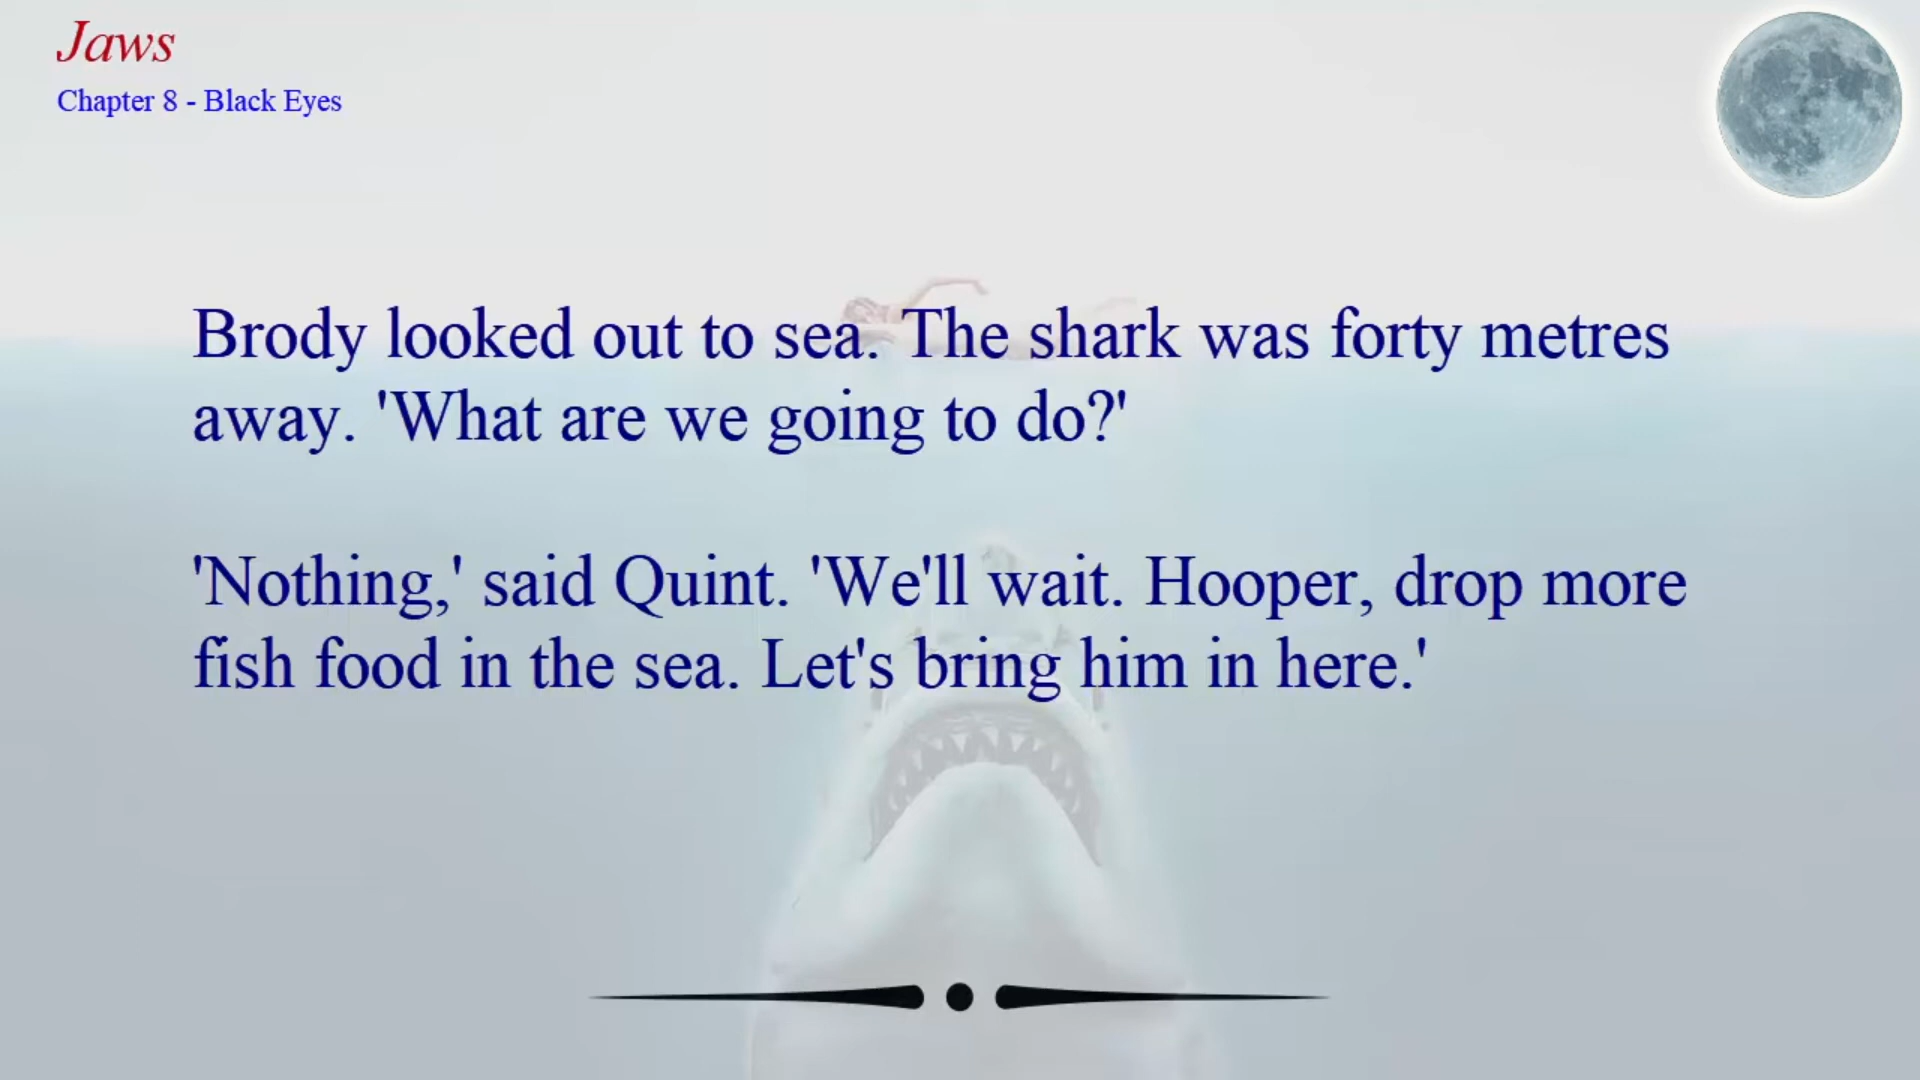 Jaws
Chapter 8 - Black Eyes
Brody looked out to sea. The shark was forty metres
away. 'What are we going to do?'
'Nothing,' said Quint. 'We'll wait. Hooper, drop more
fish food in the sea. Let's bring him in here.'